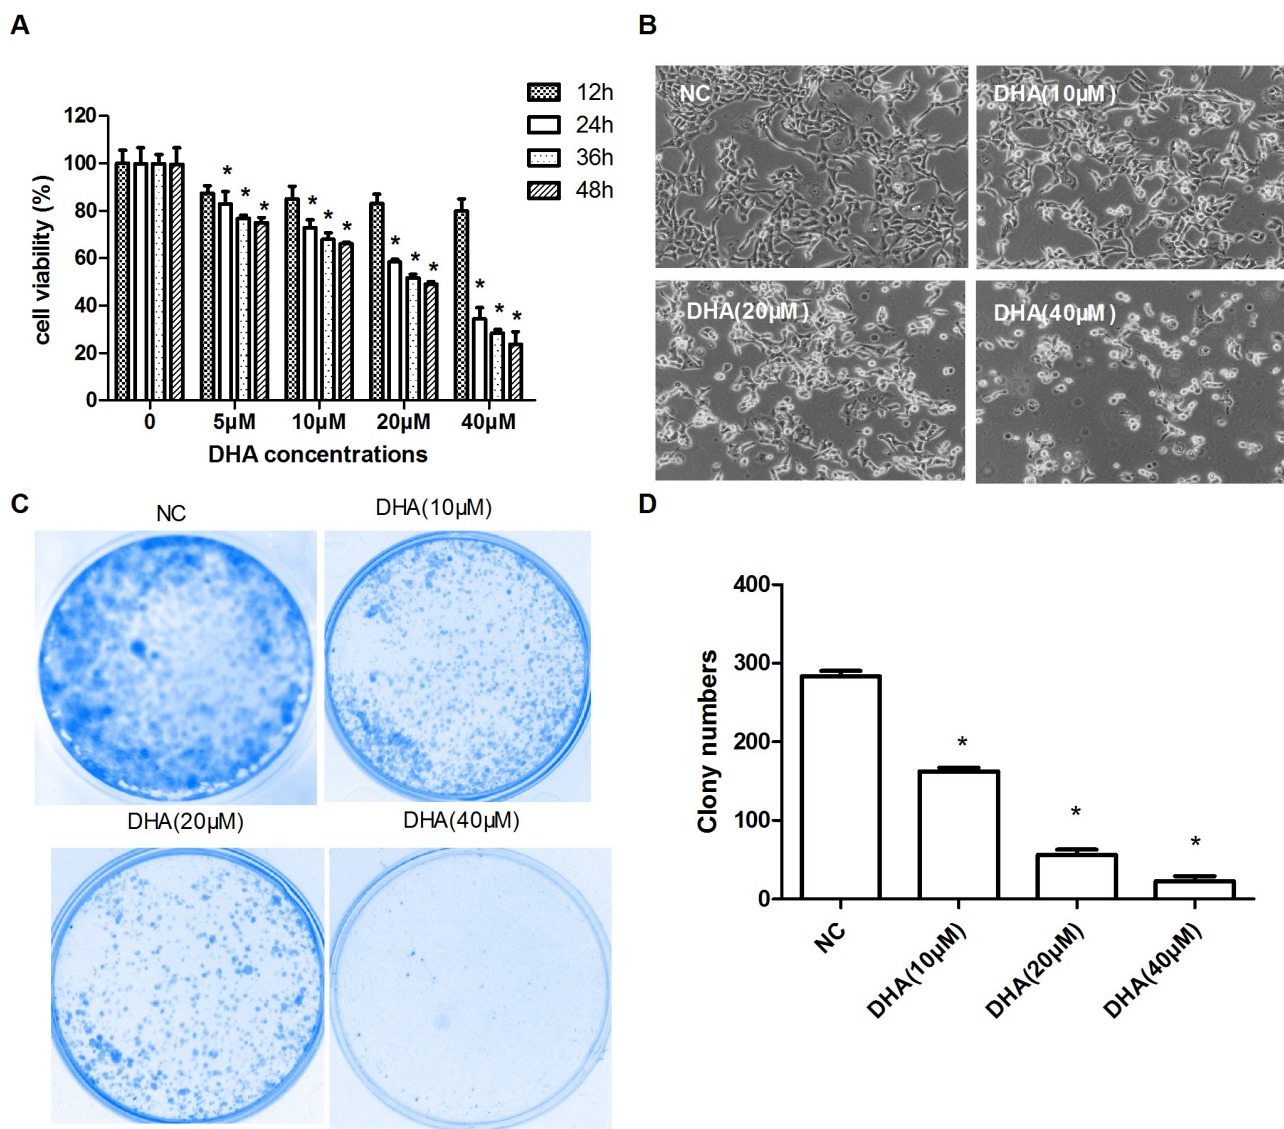 A
12h
24h
36h
48h
120
100
80
60
40
20
0
cell viability (%)
* * *
* * *
* * *
* * *
0 5µM 10µM 20µM 40µM
DHA concentrations
B
NC
DHA(10µM)
DHA(20µM)
DHA(40µM)
C
NC
DHA(10µM)
DHA(20µM)
DHA(40µM)
D
400
300
200
100
0
Clony numbers
*
*
*
NC
DHA(10µM)
DHA(20µM)
DHA(40µM)